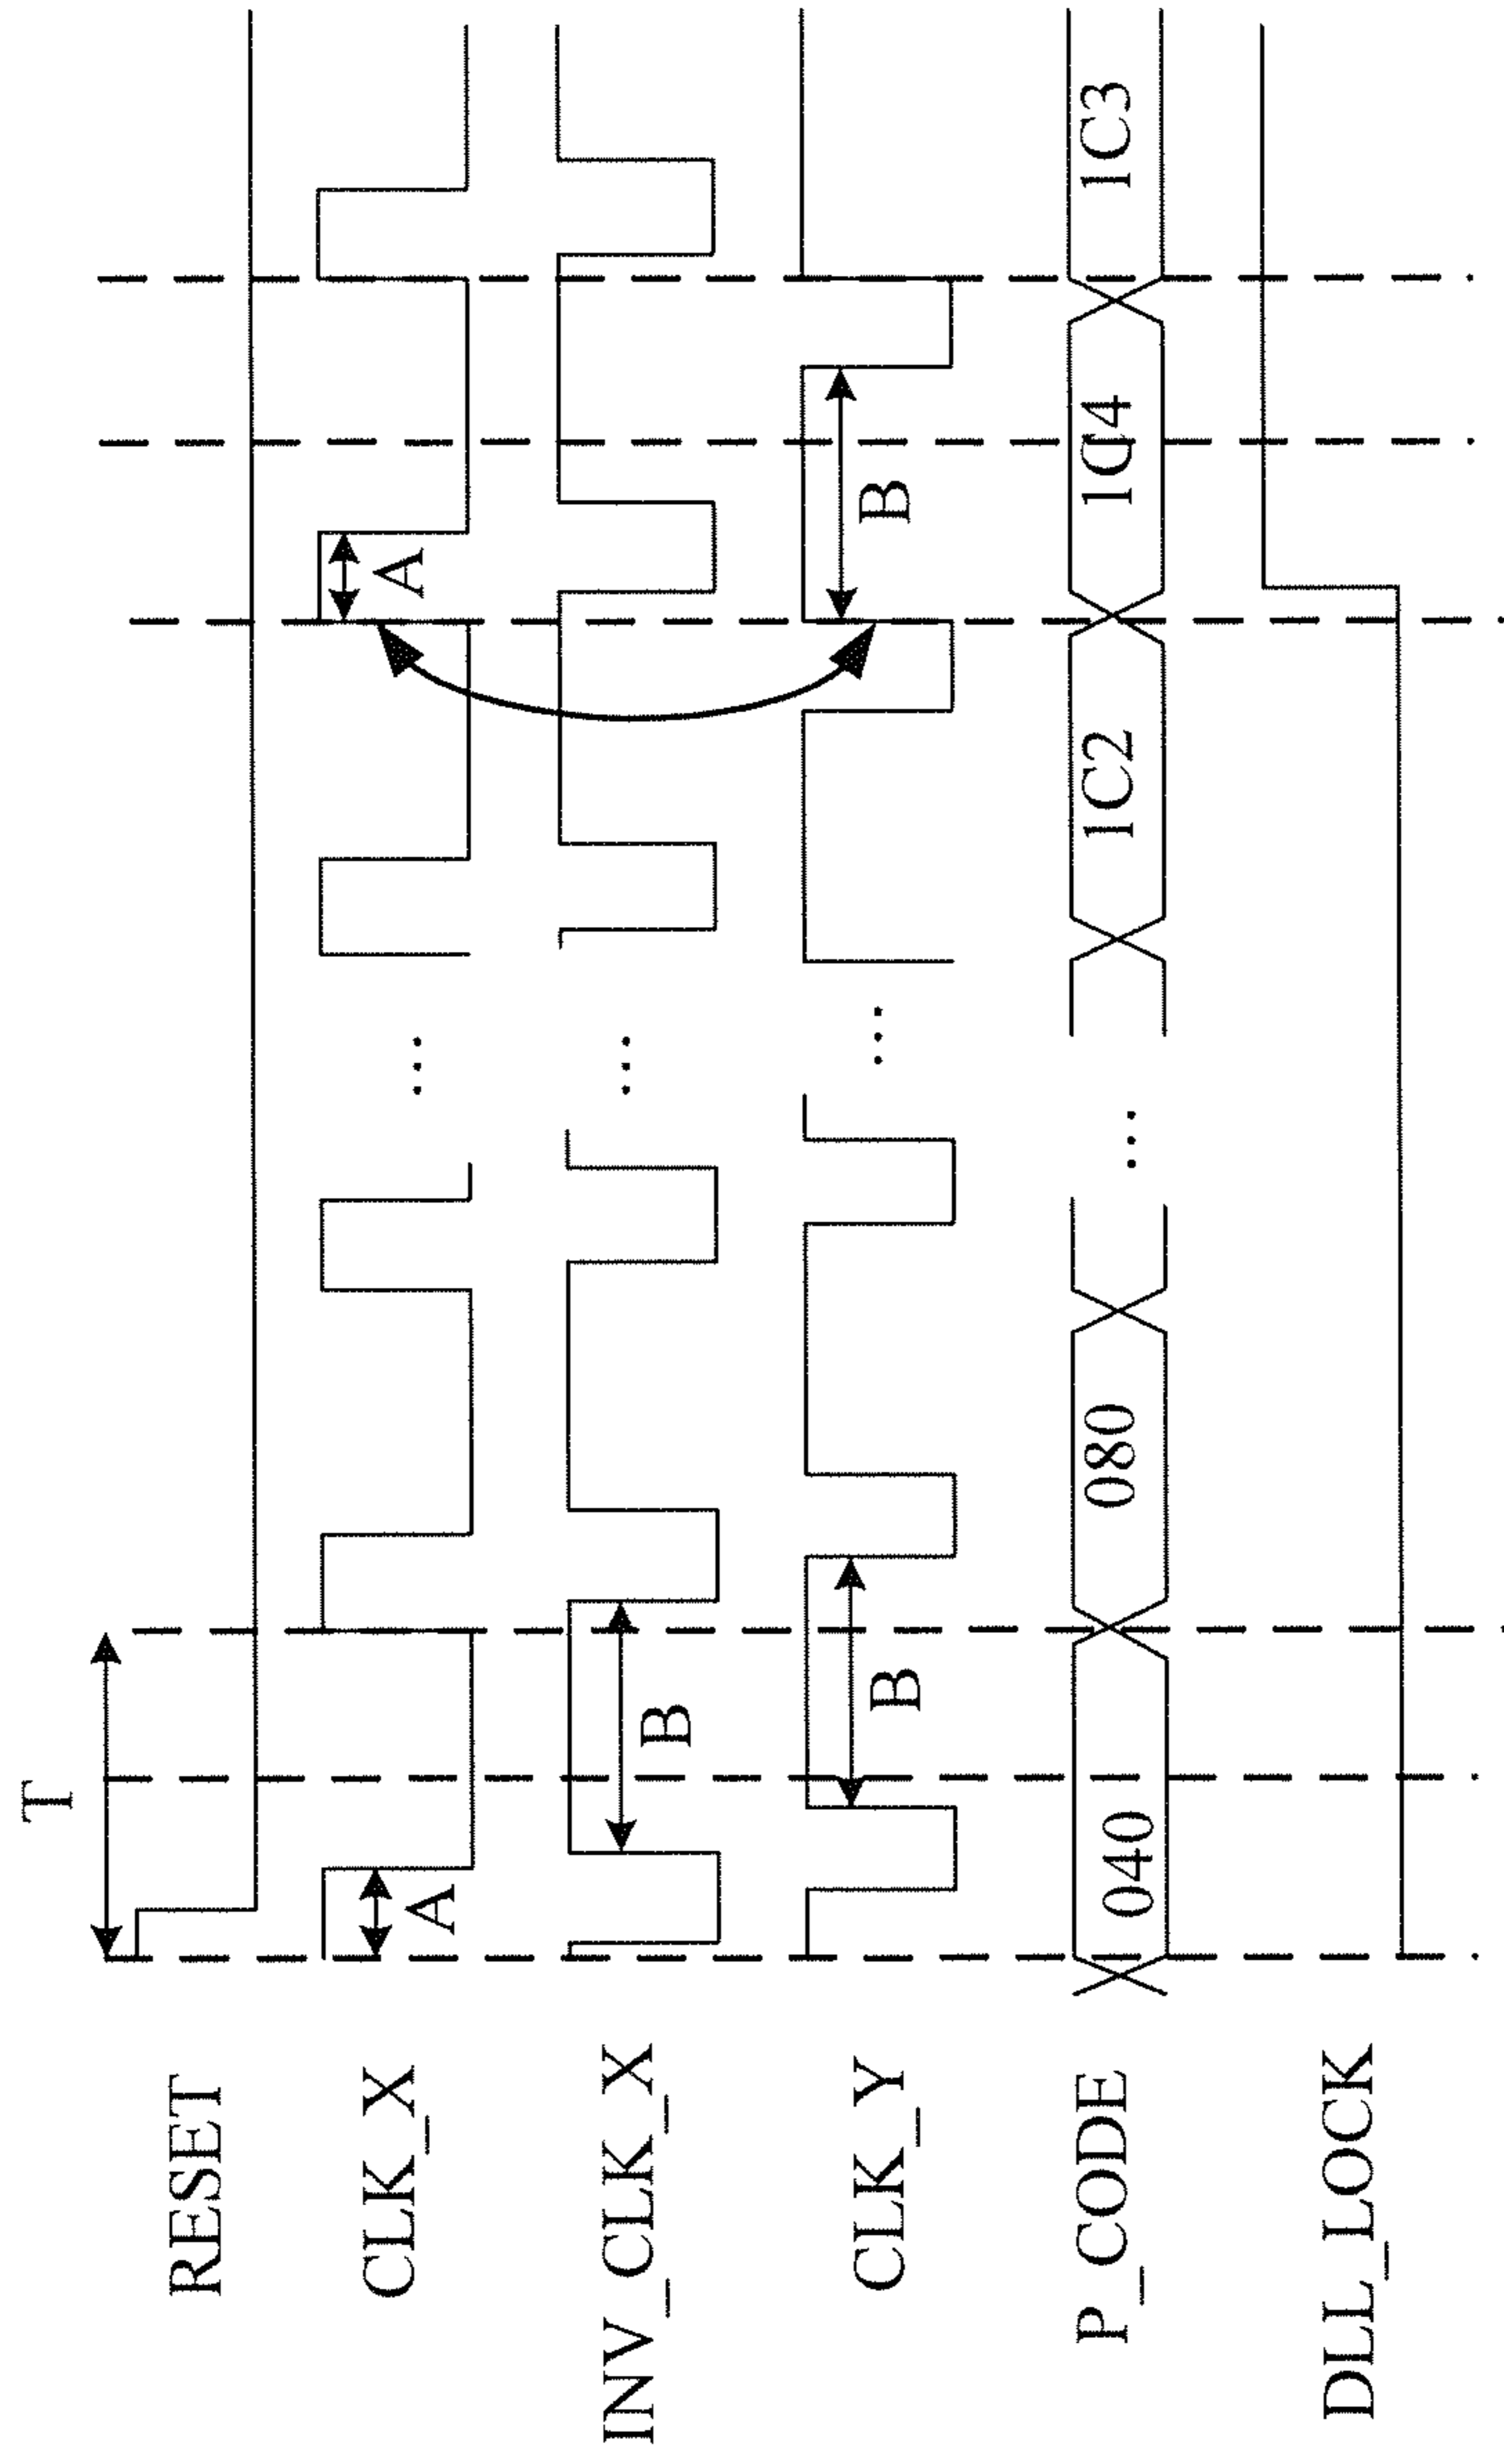 T
RESET
CLK_X
A
A
INV_CLK_X
B
CLK_Y
B
B
P_CODE
040
080
1C2
1C4
1C3
DLL_LOCK